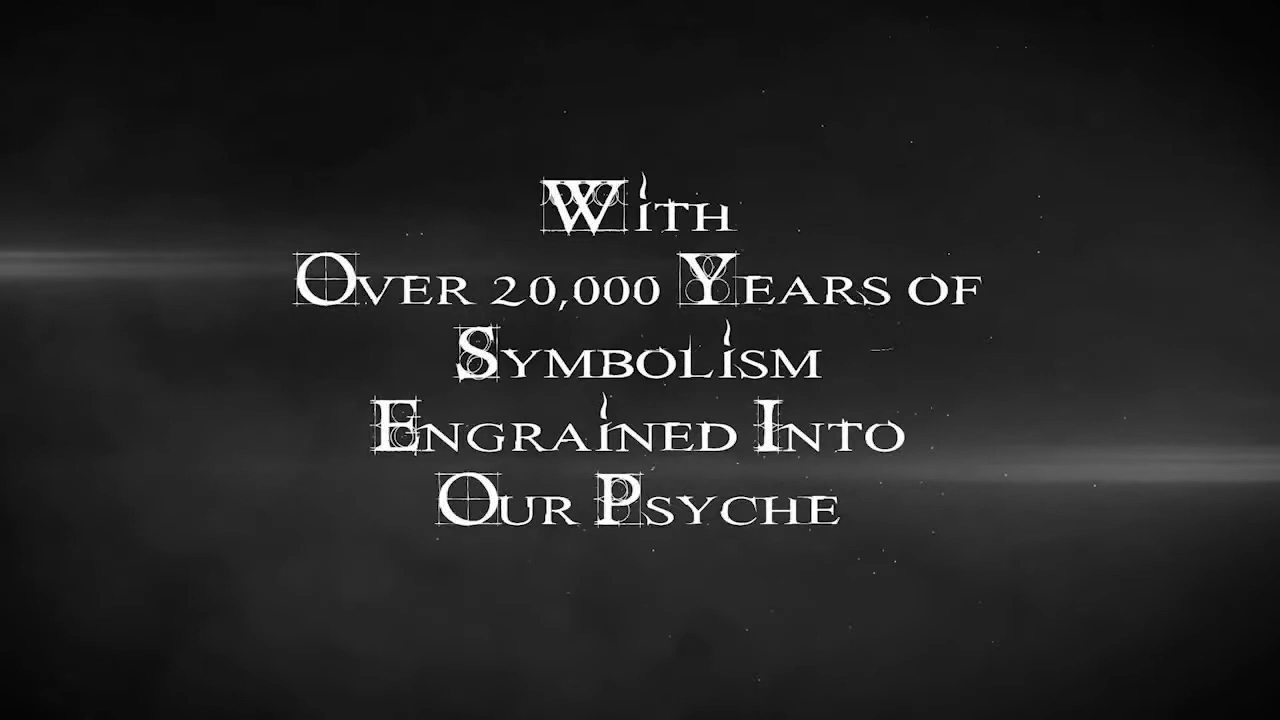 With
Over 20,000 Years of
Symbolism
Engrained Into
Our Psyche